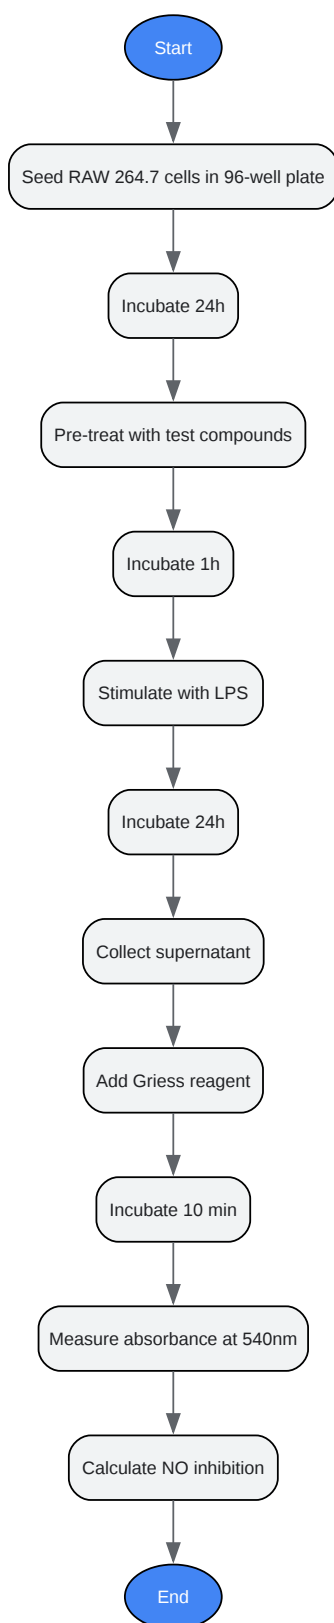 Start
Seed RAW 264.7 cells in 96-well plate
Incubate 24h
Pre-treat with test compounds
Incubate 1h
Stimulate with LPS
Incubate 24h
Collect supernatant
Add Griess reagent
Incubate 10 min
Measure absorbance at 540nm
Calculate NO inhibition
End